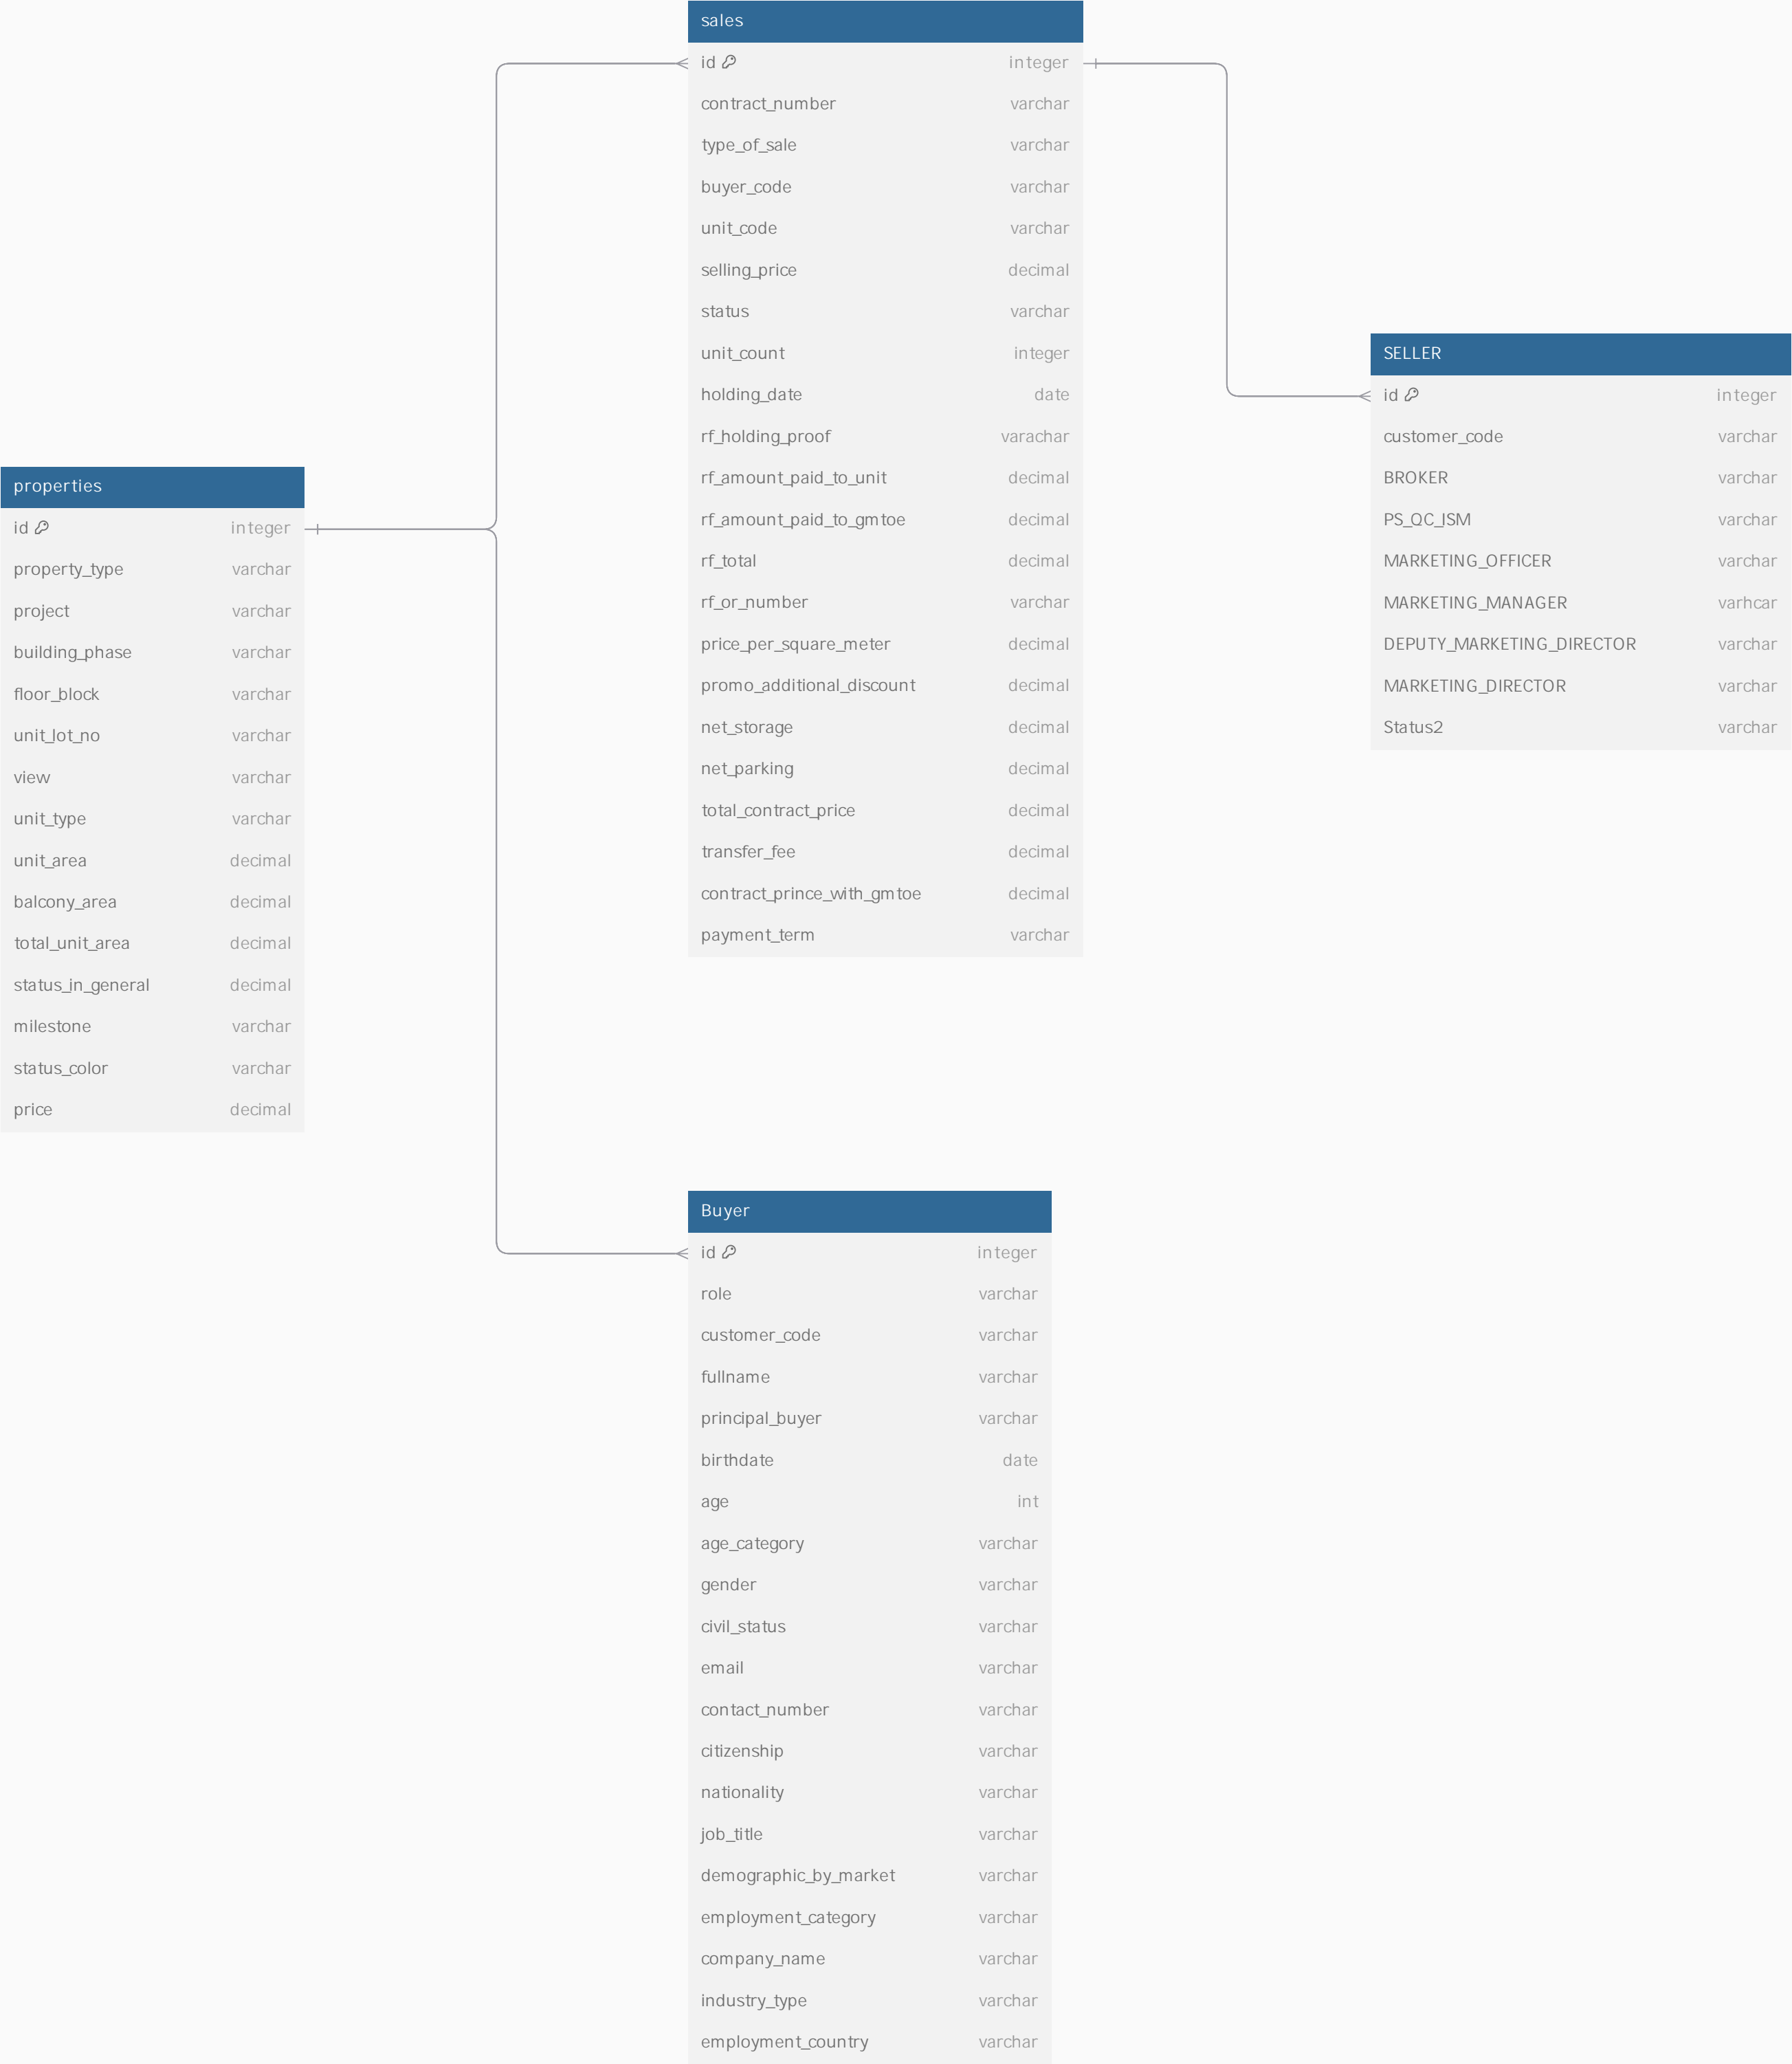 sales
id integer
contract_number varchar
type_of_sale varchar
buyer_code varchar
unit_code varchar
selling_price decimal
status varchar
unit_count integer
holding_date date
rf_holding_proof varachar
rf_amount_paid_to_unit decimal
rf_amount_paid_to_gmtoe decimal
rf_total decimal
rf_or_number varchar
price_per_square_meter decimal
promo_additional_discount decimal
net_storage decimal
net_parking decimal
total_contract_price decimal
transfer_fee decimal
contract_prince_with_gmtoe decimal
payment_term varchar
SELLER
id integer
customer_code varchar
BROKER varchar
PS_QC_ISM varchar
MARKETING_OFFICER varchar
MARKETING_MANAGER varhcar
DEPUTY_MARKETING_DIRECTOR varchar
MARKETING_DIRECTOR varchar
Status2 varchar
properties
id integer
property_type varchar
project varchar
building_phase varchar
floor_block varchar
unit_lot_no varchar
view varchar
unit_type varchar
unit_area decimal
balcony_area decimal
total_unit_area decimal
status_in_general decimal
milestone varchar
status_color varchar
price decimal
Buyer
id integer
role varchar
customer_code varchar
fullname varchar
principal_buyer varchar
birthdate date
age int
age_category varchar
gender varchar
civil_status varchar
email varchar
contact_number varchar
citizenship varchar
nationality varchar
job_title varchar
demographic_by_market varchar
employment_category varchar
company_name varchar
industry_type varchar
employment_country varchar